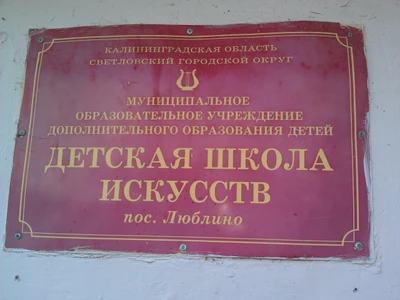 КАЛИНИНГРАДСКАЯ ОБЛАСТЬ
СВЕТЛОВСКИЙ ГОРОДСКОЙ ОКРУГ
МУНИЦИПАЛЬНОЕ
ОБРАЗОВАТЕЛЬНОЕ УЧРЕЖДЕНИЕ
ДОПОЛНИТЕЛЬНОГО ОБРАЗОВАНИЯ ДЕТЕЙ
ДЕТСКАЯ ШКОЛА
ИСКУССТВ
пос. Люблино